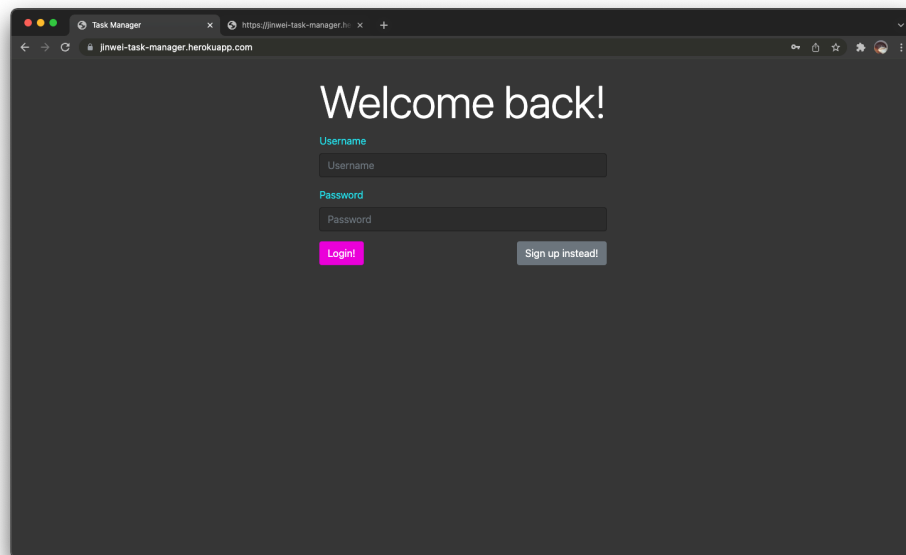 Task Manager
https://jinwei-task-manager.he
jinwei-task-manager.herokuapp.com
Welcome back!
Username
Username
Password
Password
Login!
Sign up instead!